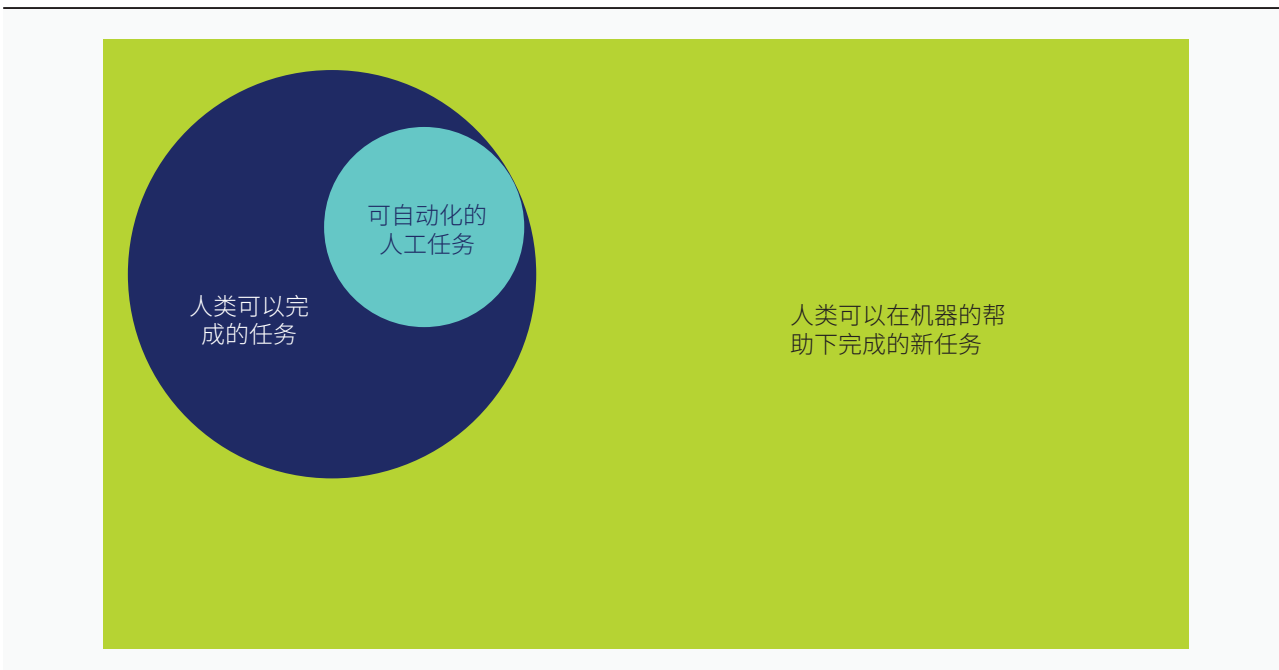 可自动化的
人工任务
人类可以完
成的任务
人类可以在机器的帮
助下完成的新任务